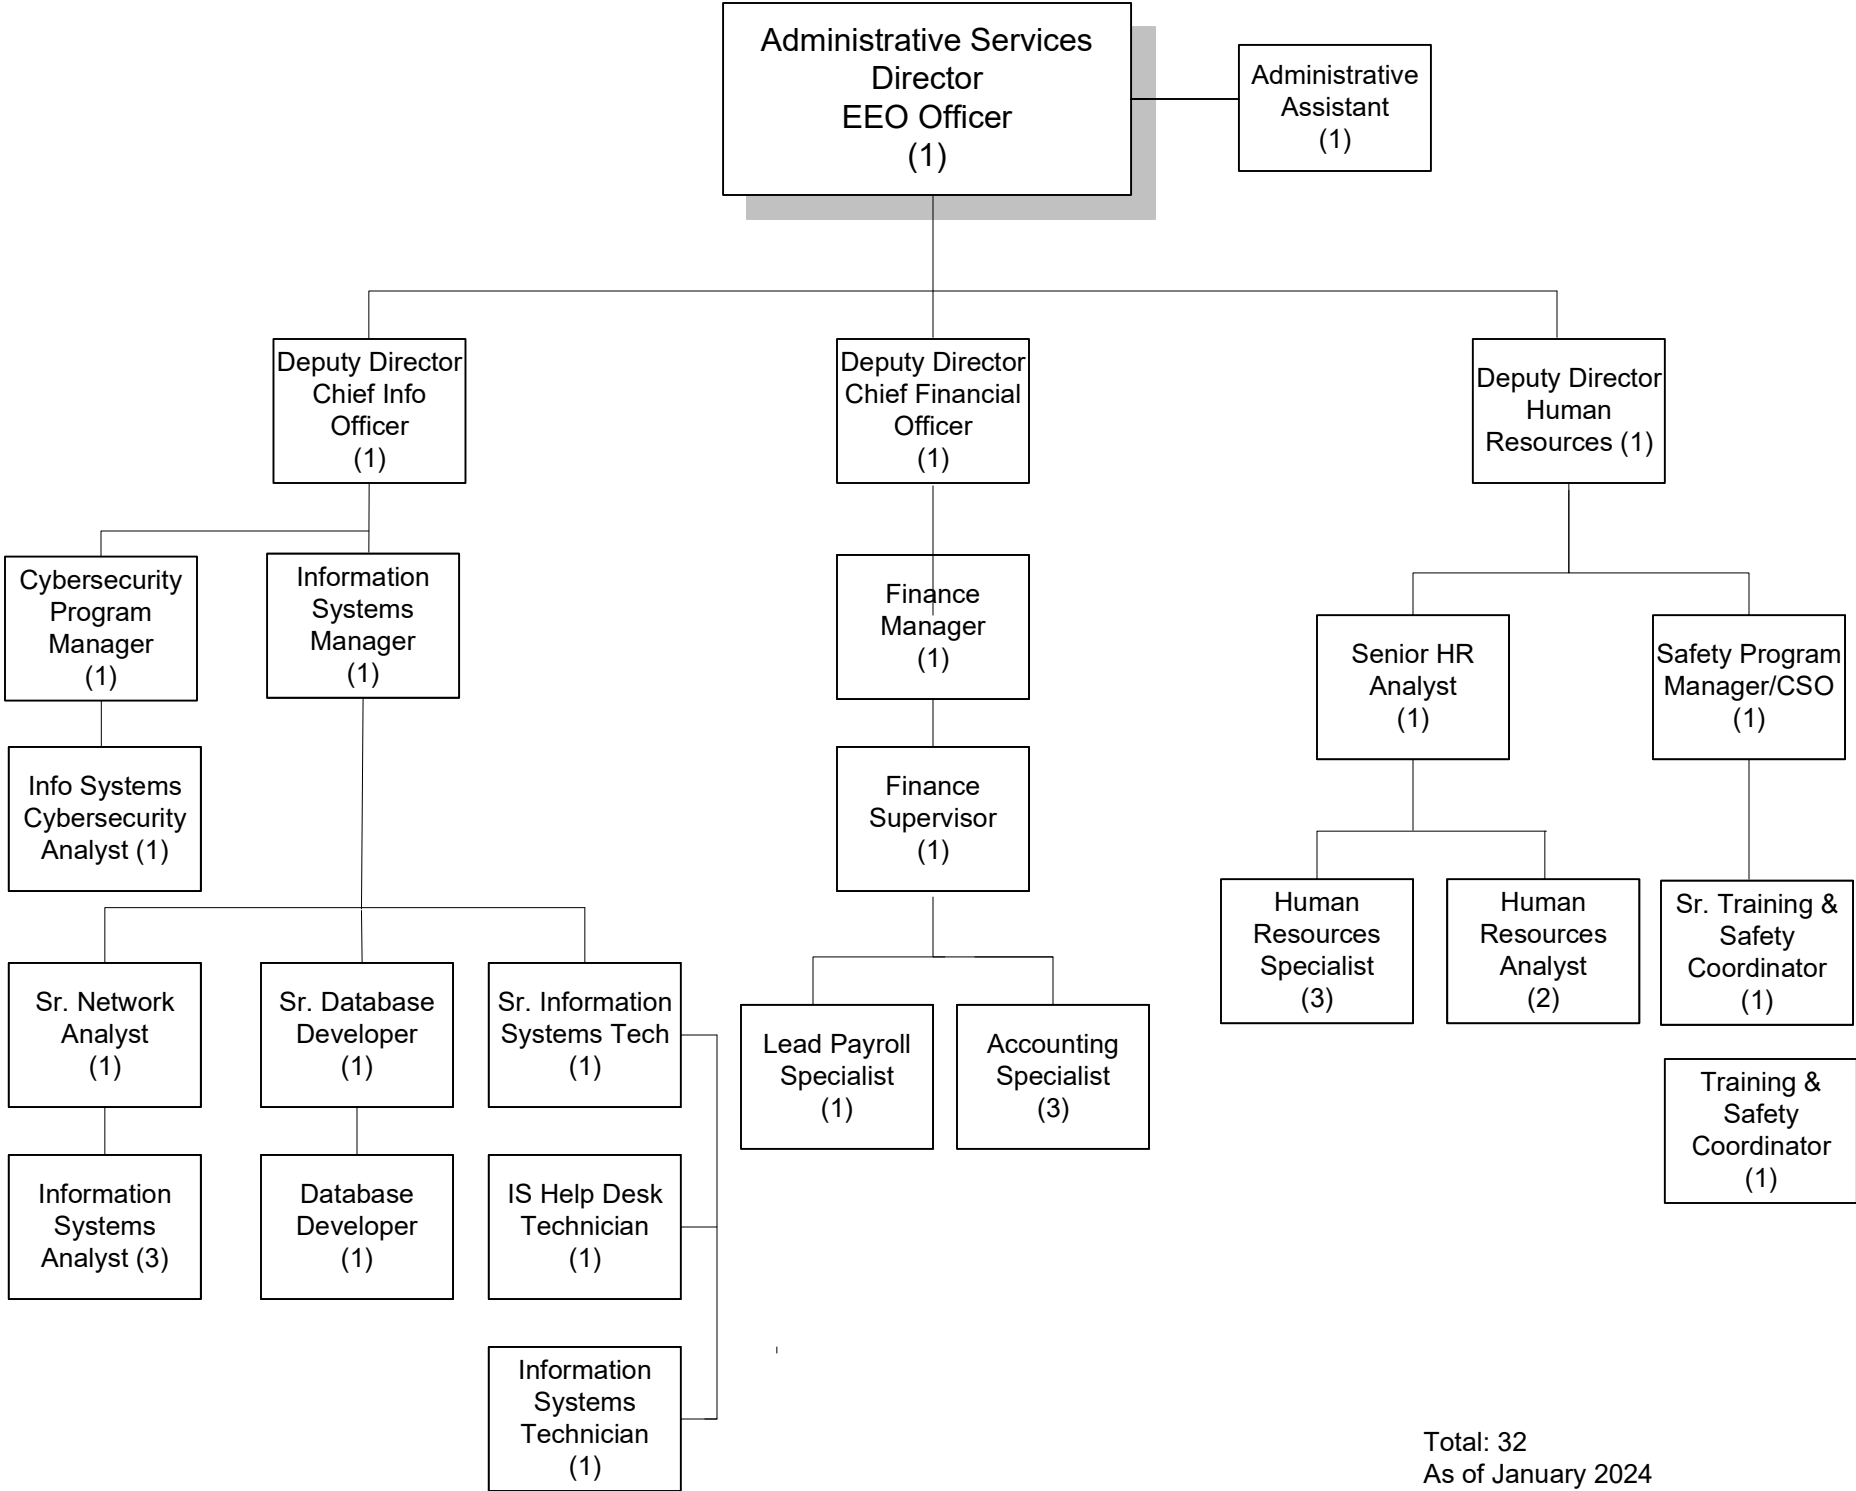 Administrative Services
Director
EEO Officer
(1)
Administrative
Assistant
(1)
Deputy Director
Chief Info
Officer
(1)
Deputy Director
Chief Financial
Officer
(1)
Deputy Director
Human
Resources (1)
Cybersecurity
Program
Manager
(1)
Information
Systems
Manager
(1)
Finance
Manager
(1)
Senior HR
Analyst
(1)
Safety Program
Manager/CSO
(1)
Info Systems
Cybersecurity
Analyst (1)
Finance
Supervisor
(1)
Human
Resources
Specialist
(3)
Human
Resources
Analyst
(2)
Sr. Training &
Safety
Coordinator
(1)
Sr. Network
Analyst
(1)
Sr. Database
Developer
(1)
Sr. Information
Systems Tech
(1)
Lead Payroll
Specialist
(1)
Accounting
Specialist
(3)
Training &
Safety
Coordinator
(1)
Information
Systems
Analyst (3)
Database
Developer
(1)
IS Help Desk
Technician
(1)
Information
Systems
Technician
(1)
Total: 32
As of January 2024